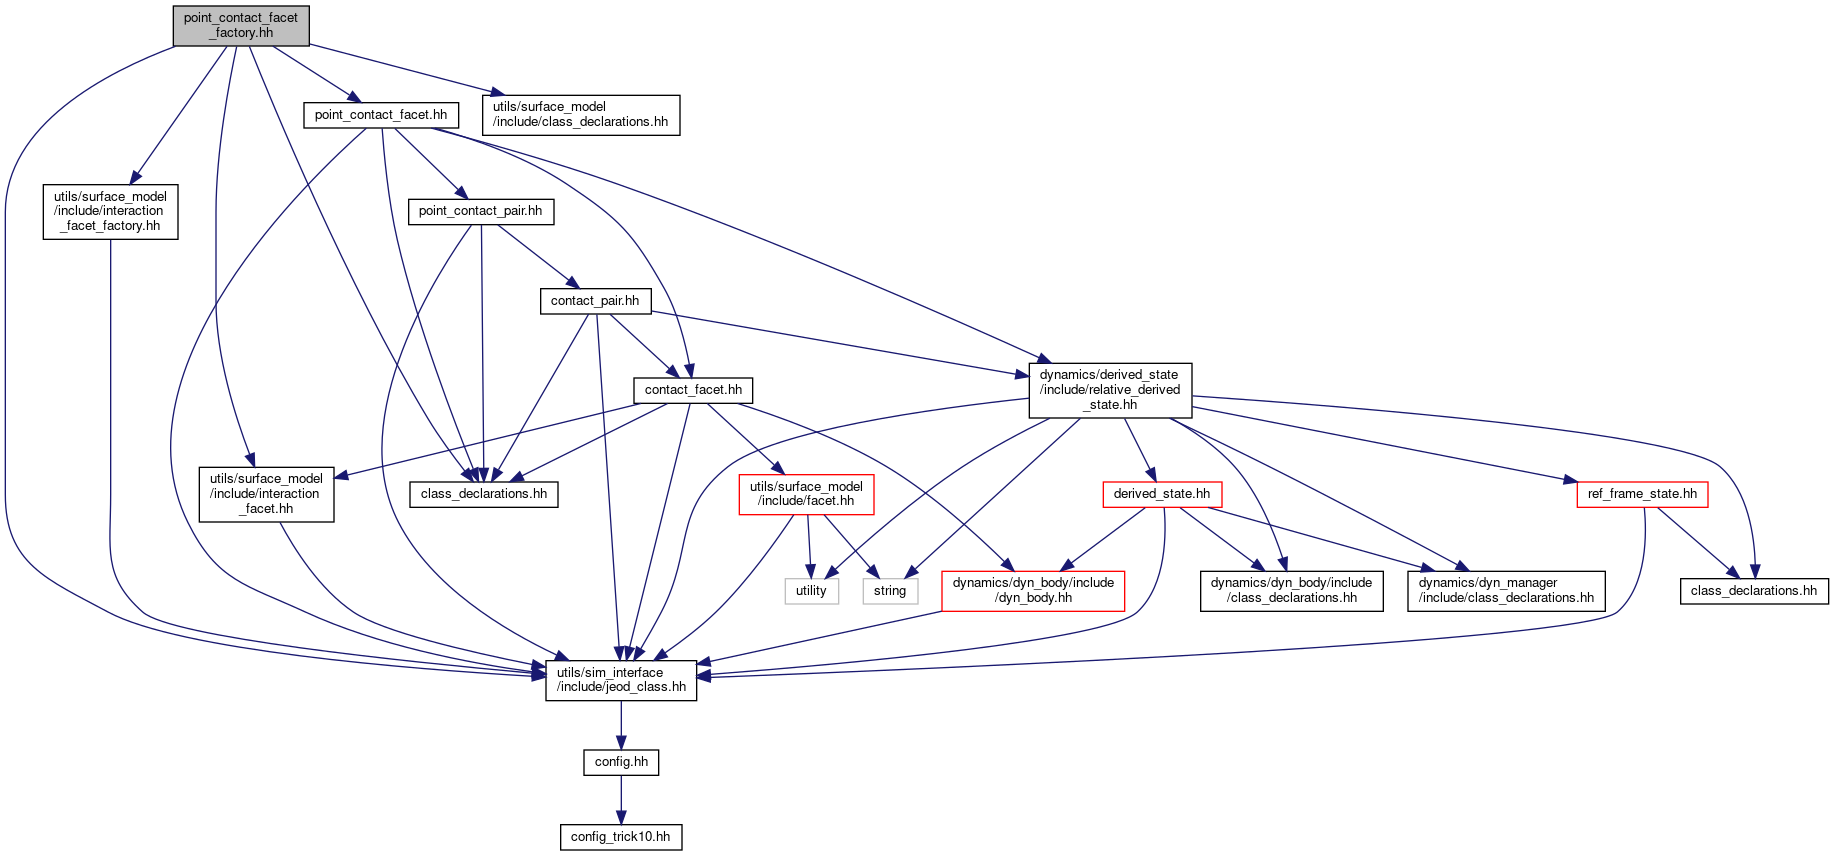 point_contact_facet
_factory.hh
utils/surface_model
/include/class_declarations.hh
point_contact_facet.hh
utils/surface_model
/include/interaction
_facet_factory.hh
point_contact_pair.hh
contact_pair.hh
dynamics/derived_state
/include/relative_derived
_state.hh
contact_facet.hh
utils/surface_model
/include/interaction
_facet.hh
class_declarations.hh
utils/surface_model
/include/facet.hh
derived_state.hh
ref_frame_state.hh
utility
string
dynamics/dyn_body/include
/dyn_body.hh
dynamics/dyn_body/include
/class_declarations.hh
dynamics/dyn_manager
/include/class_declarations.hh
class_declarations.hh
utils/sim_interface
/include/jeod_class.hh
config.hh
config_trick10.hh